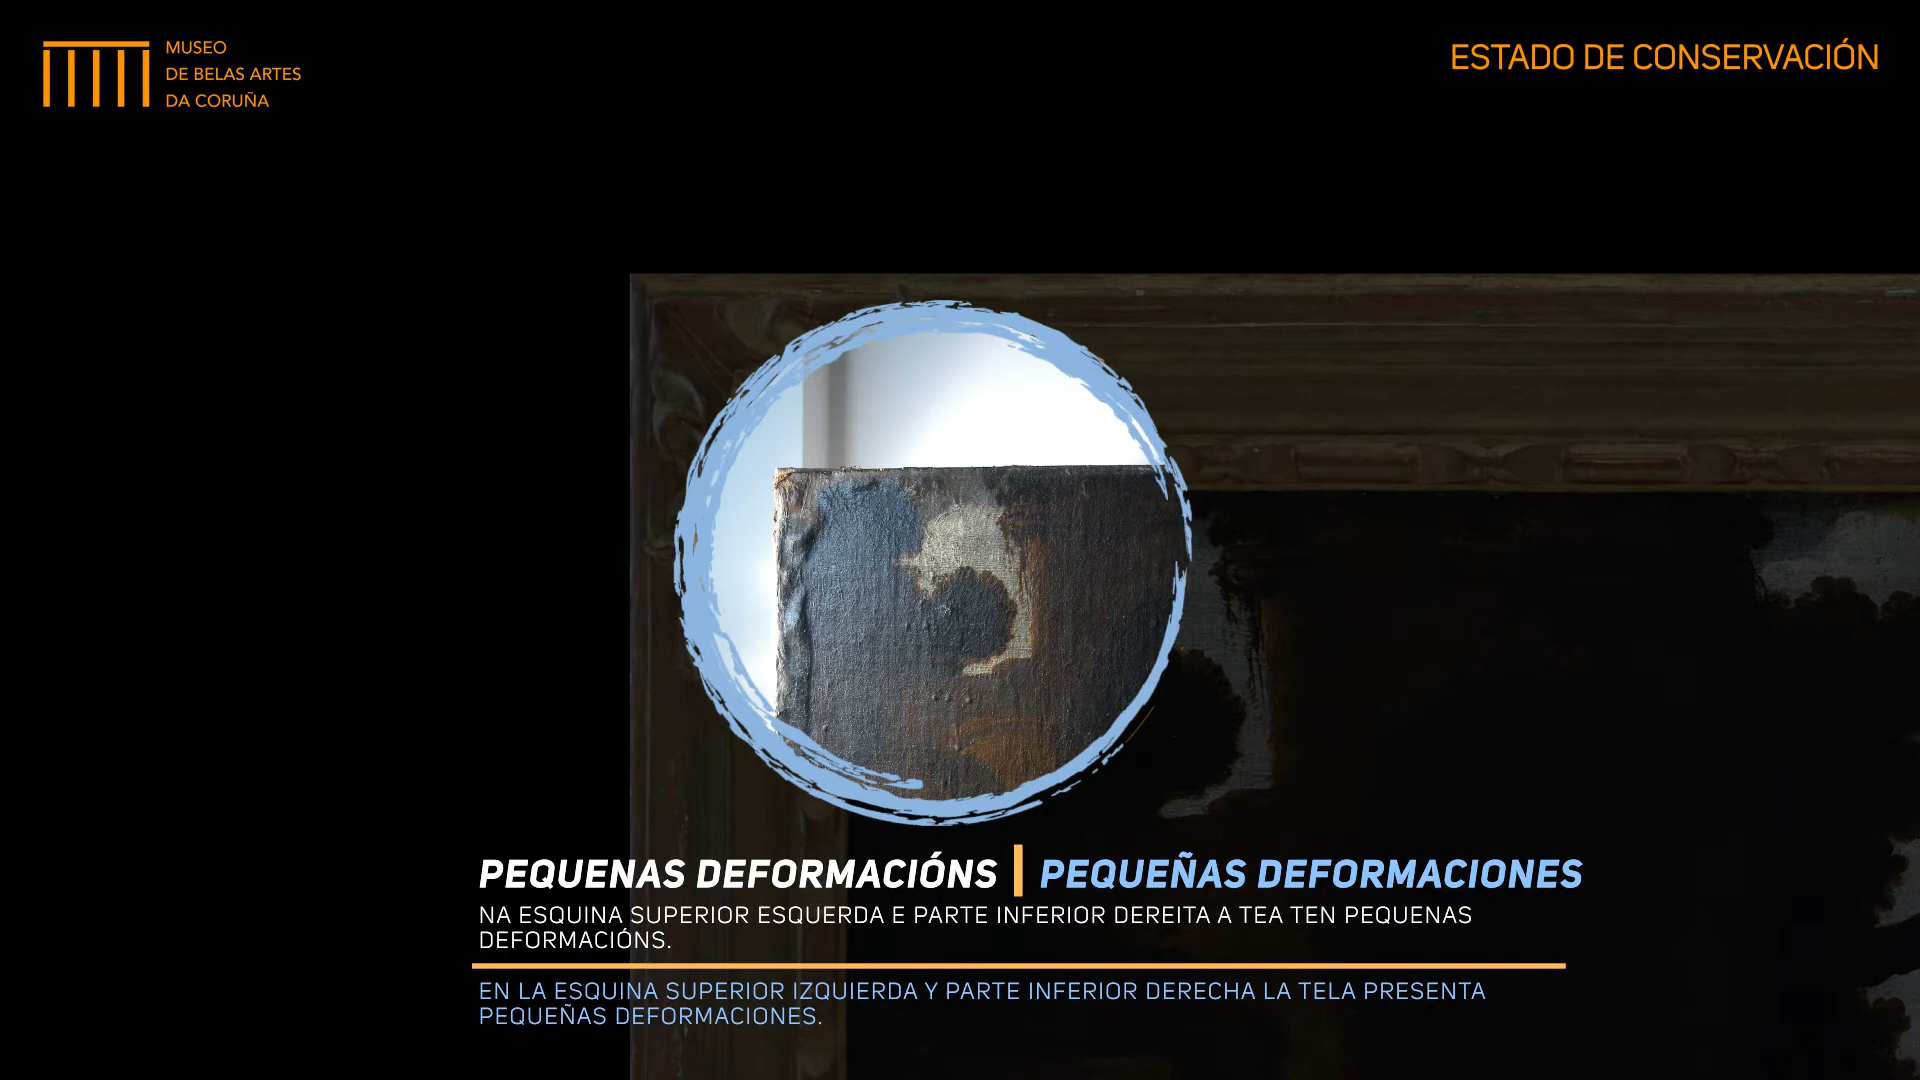 MUSEO
DE BELAS ARTES
DA CORUÑA
ESTADO DE CONSERVACIÓN
PEQUENAS DEFORMACIÓNS | PEQUEÑAS DEFORMACIONES
NA ESQUINA SUPERIOR ESQUERDA E PARTE INFERIOR DEREITA A TEA TEN PEQUENAS
DEFORMACIÓNS.
EN LA ESQUINA SUPERIOR IZQUIERDA Y PARTE INFERIOR DERECHA LA TELA PRESENTA
PEQUEÑAS DEFORMACIONES.